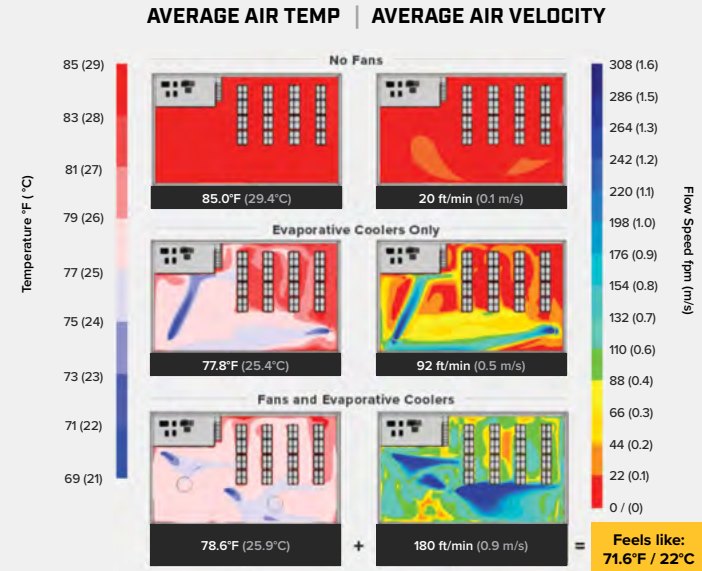 AVERAGE AIR TEMP | AVERAGE AIR VELOCITY
No Fans
85 (29)
83 (28)
81 (27)
79 (26)
77 (25)
75 (24)
73 (23)
71 (22)
69 (21)
Temperature °F ( °C)
85.0°F (29.4°C)
20 ft/min (0.1 m/s)
Evaporative Coolers Only
77.8°F (25.4°C)
92 ft/min (0.5 m/s)
Fans and Evaporative Coolers
78.6°F (25.9°C)
+
180 ft/min (0.9 m/s)
=
Feels like:
71.6°F / 22°C
308 (1.6)
286 (1.5)
264 (1.3)
242 (1.2)
220 (1.1)
198 (1.0)
176 (0.9)
154 (0.8)
132 (0.7)
110 (0.6)
88 (0.4)
66 (0.3)
44 (0.2)
22 (0.1)
0 / (0)
Flow Speed fpm (m/s)